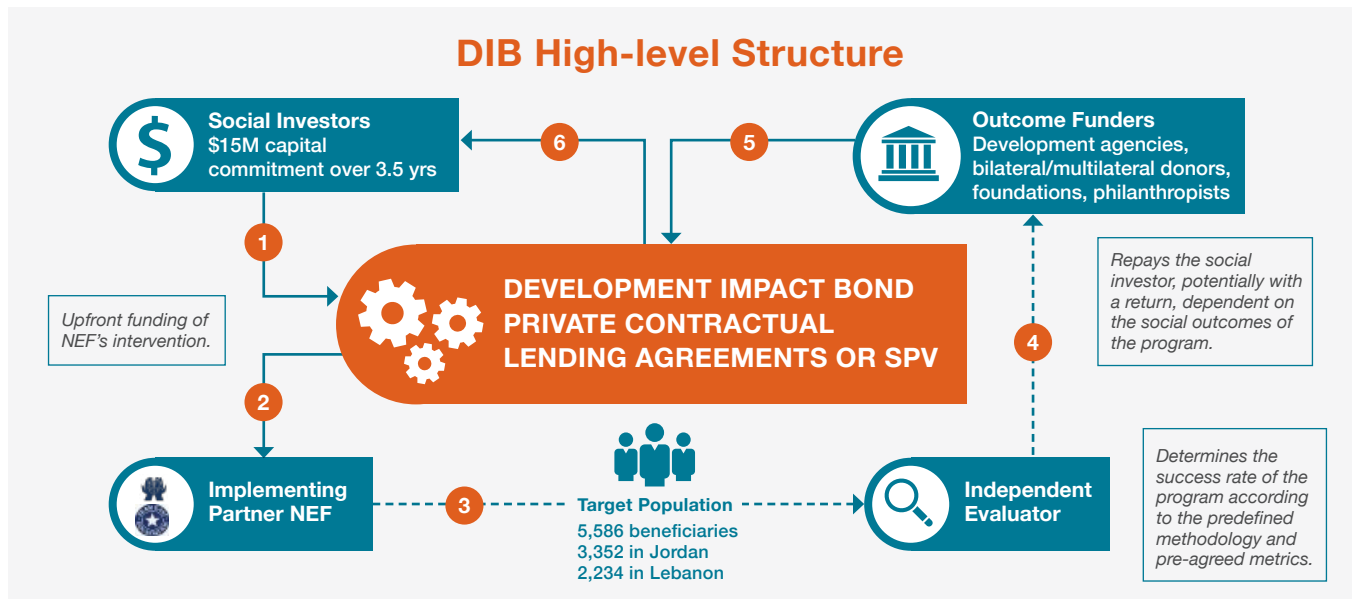 DIB High-level Structure
Social Investors
$15M capital
commitment over 3.5 yrs
6
5
Outcome Funders
Development agencies,
bilateral/multilateral donors,
foundations, philanthropists
1
Upfront funding of
NEF's intervention.
DEVELOPMENT IMPACT BOND
PRIVATE CONTRACTUAL
LENDING AGREEMENTS OR SPV
Repays the social
investor, potentially with
a return, dependent on
the social outcomes of
the program.
4
2
Implementing
Partner NEF
3
Target Population
5,586 beneficiaries
3,352 in Jordan
2,234 in Lebanon
Independent
Evaluator
Determines the
success rate of the
program according
to the predefined
methodology and
pre-agreed metrics.